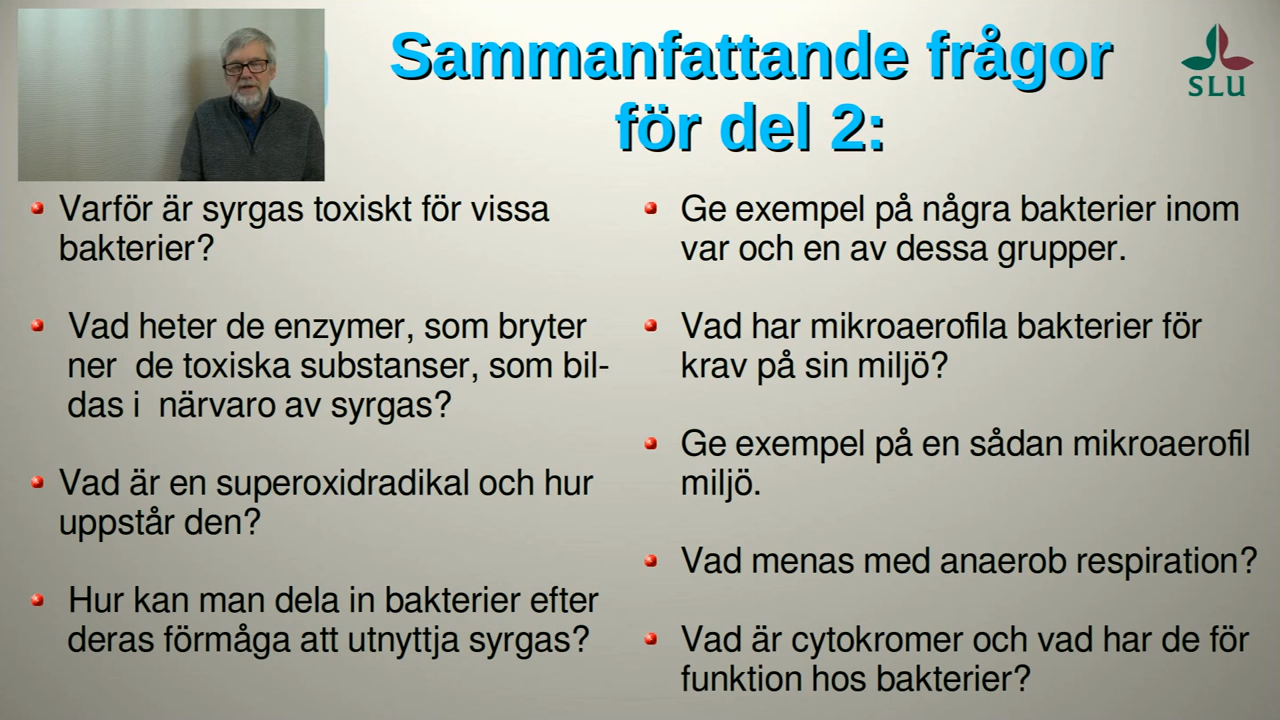 Sammanfattande frågor
för del 2:
SLU
Varför är syrgas toxiskt för vissa
bakterier?
Vad heter de enzymer, som bryter
ner de toxiska substanser, som bil-
das i närvaro av syrgas?
Vad är en superoxidradikal och hur
uppstår den?
Hur kan man dela in bakterier efter
deras förmåga att utnyttja syrgas?
Ge exempel på några bakterier inom
var och en av dessa grupper.
Vad har mikroaerofila bakterier för
krav på sin miljö?
Ge exempel på en sådan mikroaerofil
miljö.
Vad menas med anaerob respiration?
Vad är cytokromer och vad har de för
funktion hos bakterier?